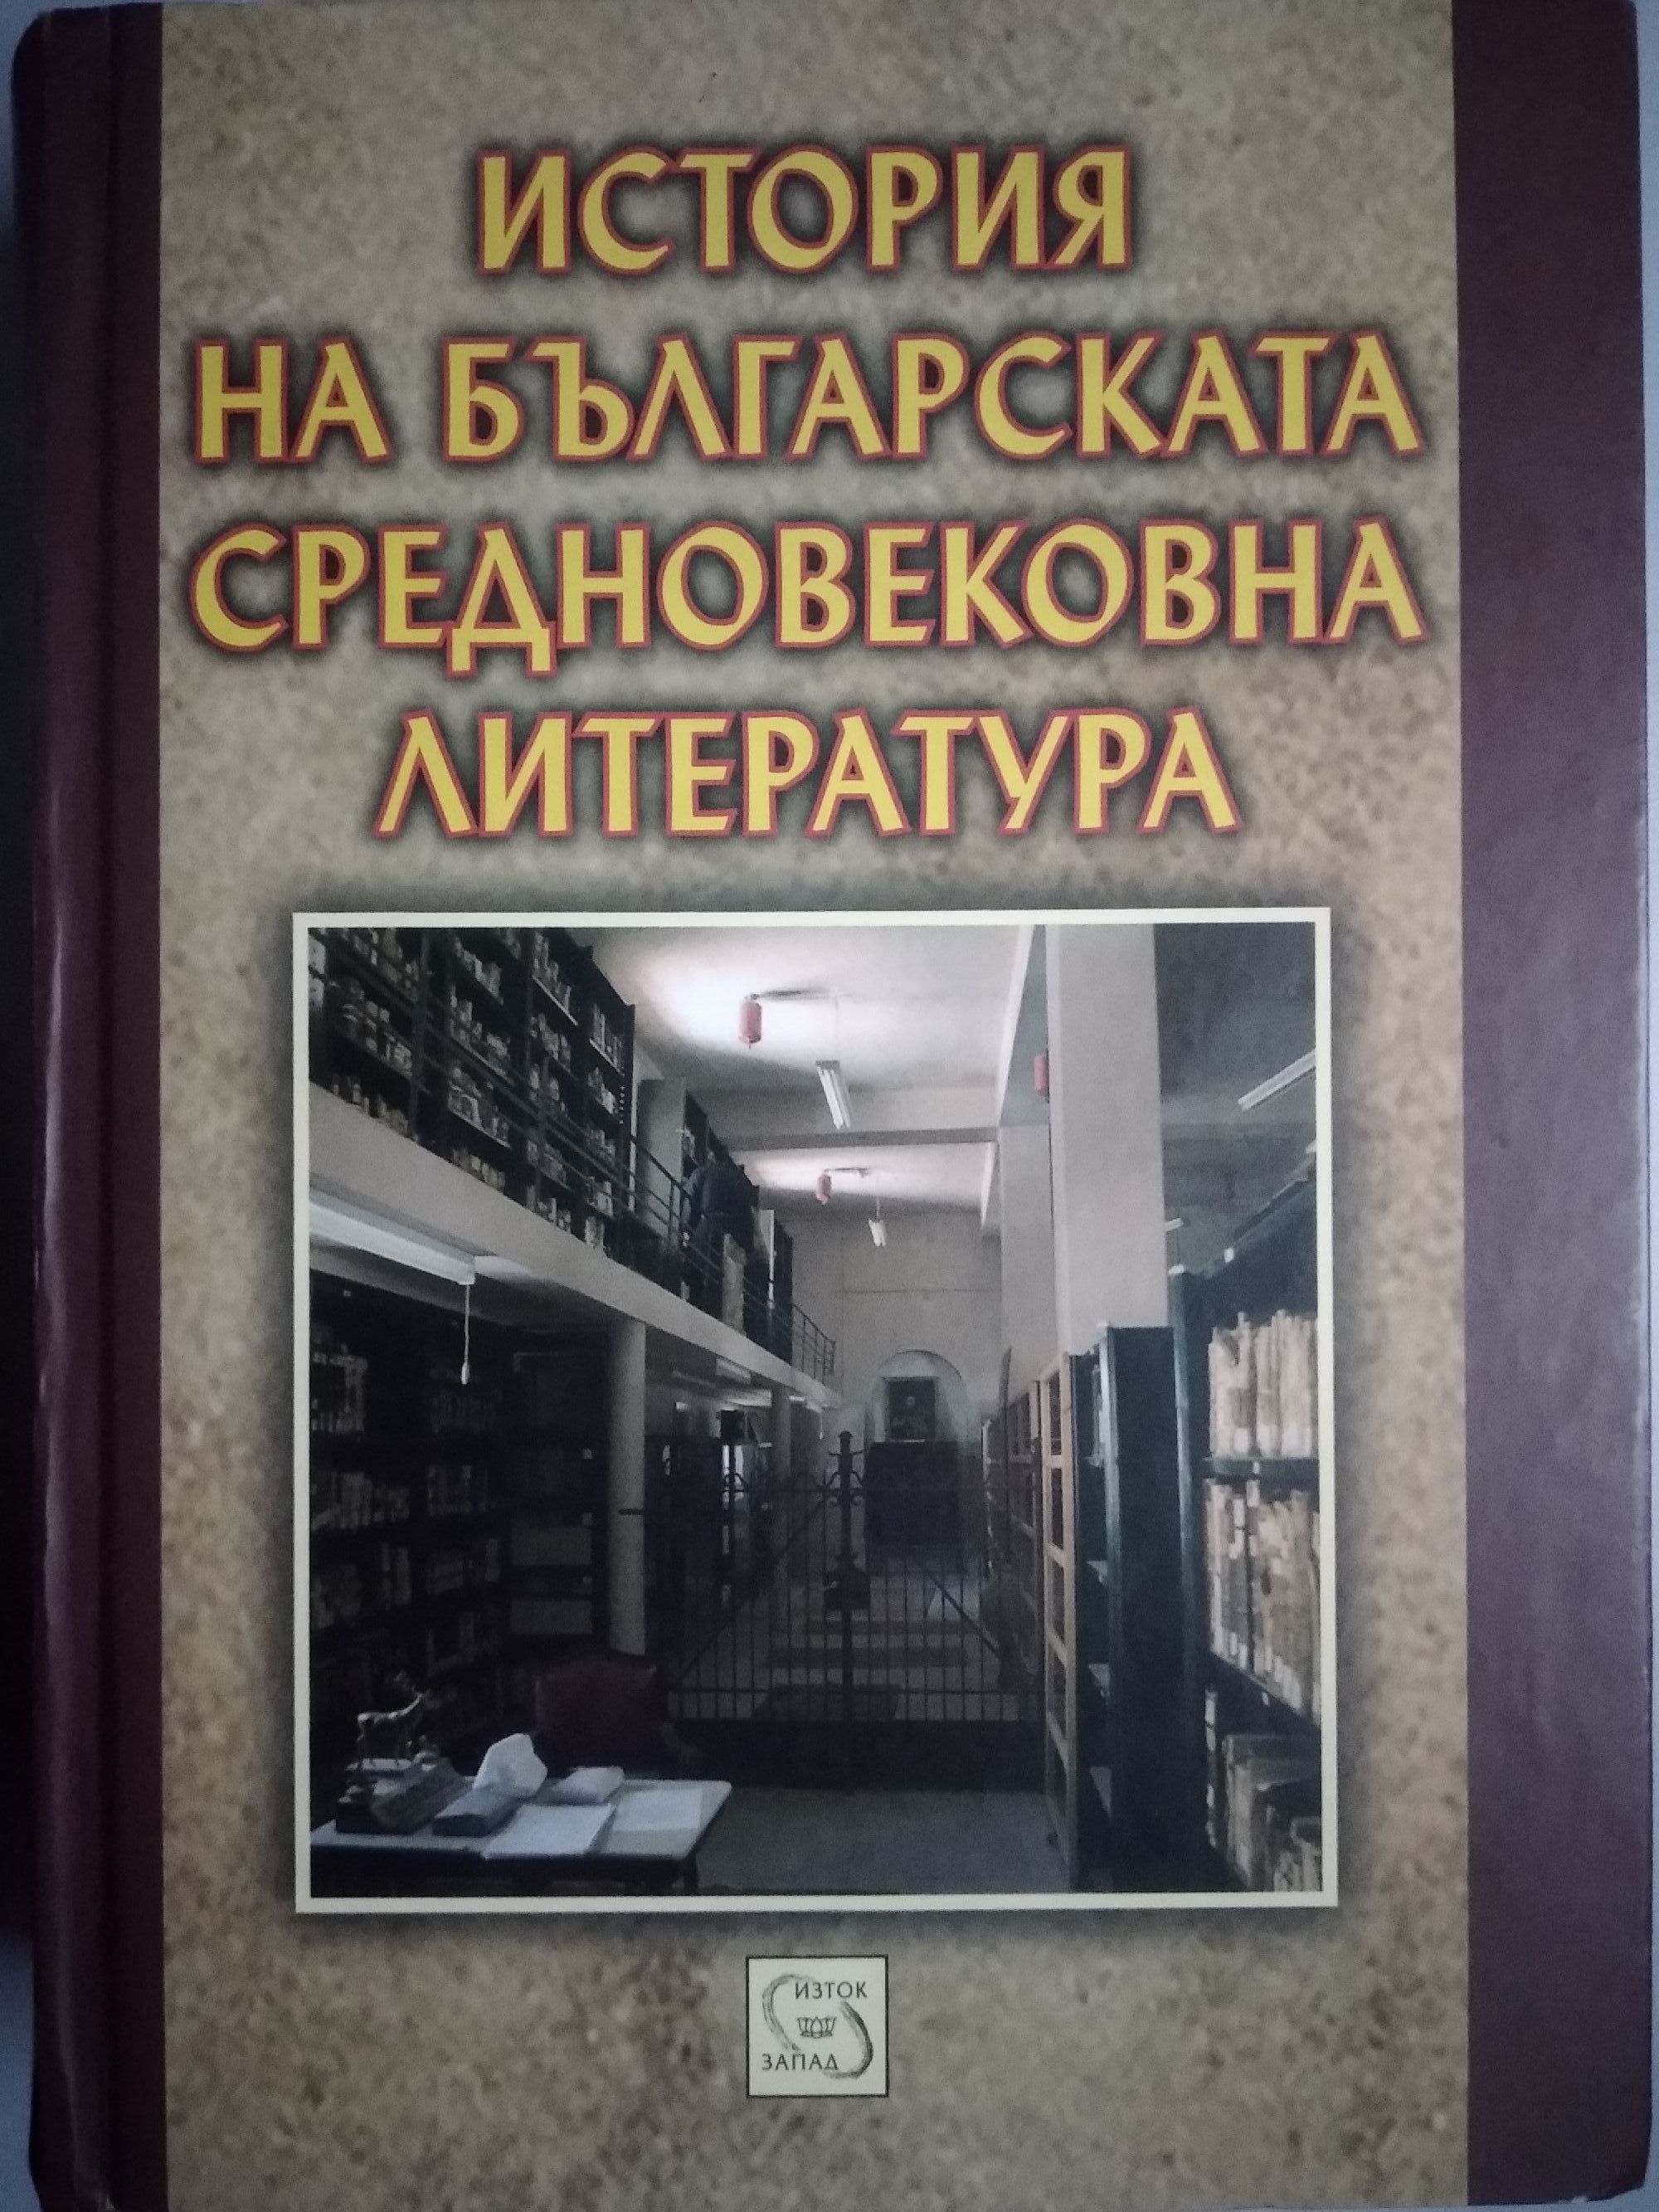 ИСТОРИЯ
НА БЪЛГАРСКАТА
СРЕДНОВЕКОВНА
ЛИТЕРАТУРА
ИЗТОК
ЗАПАД